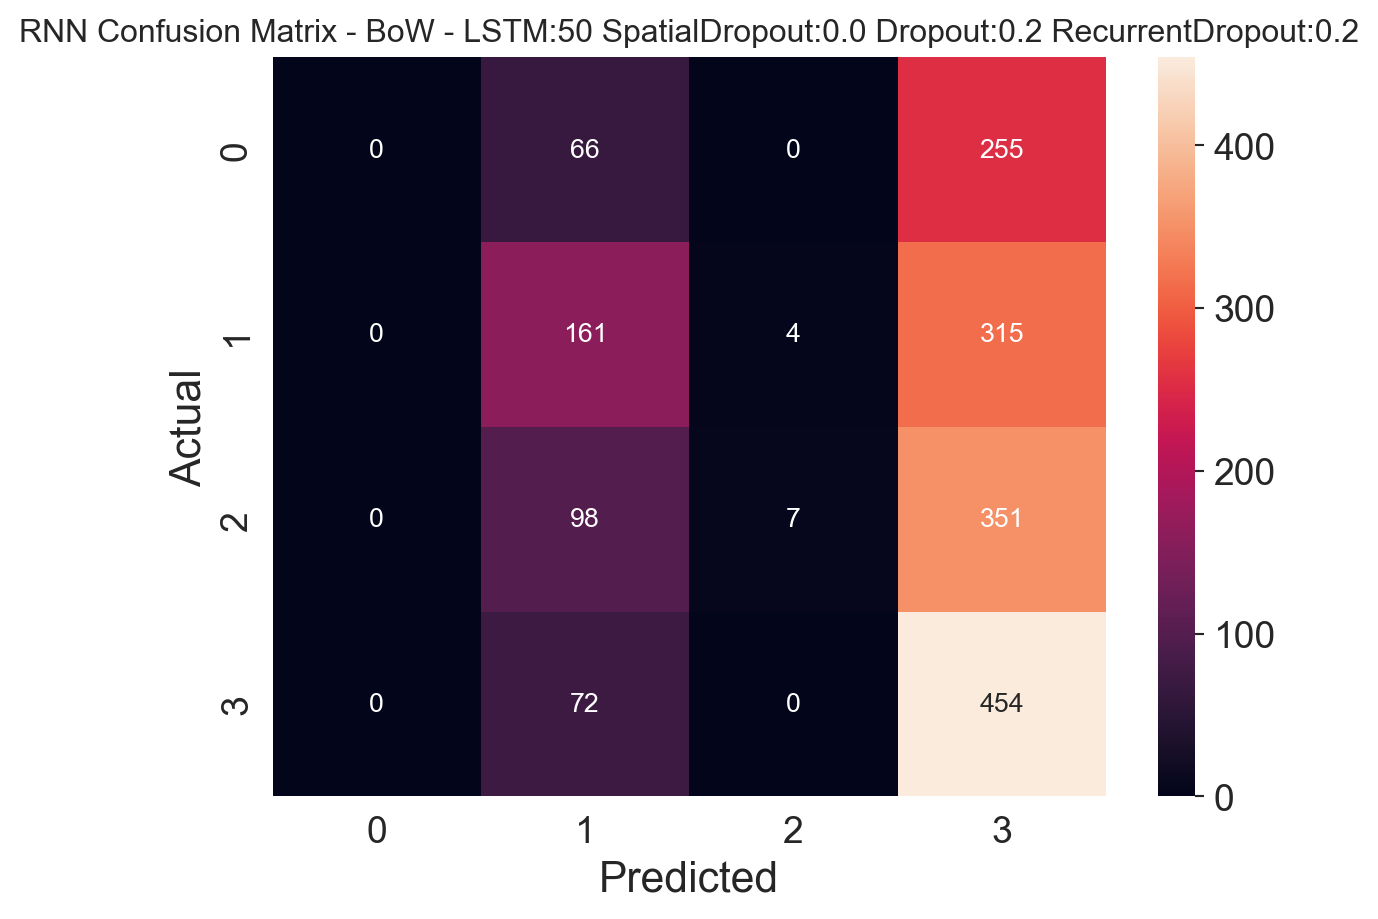 RNN Confusion Matrix - BoW - LSTM:50 SpatialDropout:0.0 Dropout:0.2 RecurrentDropout:0.2
Actual
0 0 66 0 255
1 0 161 4 315
2 0 98 7 351
3 0 72 0 454
0 1 2 3
Predicted
400
300
200
100
0